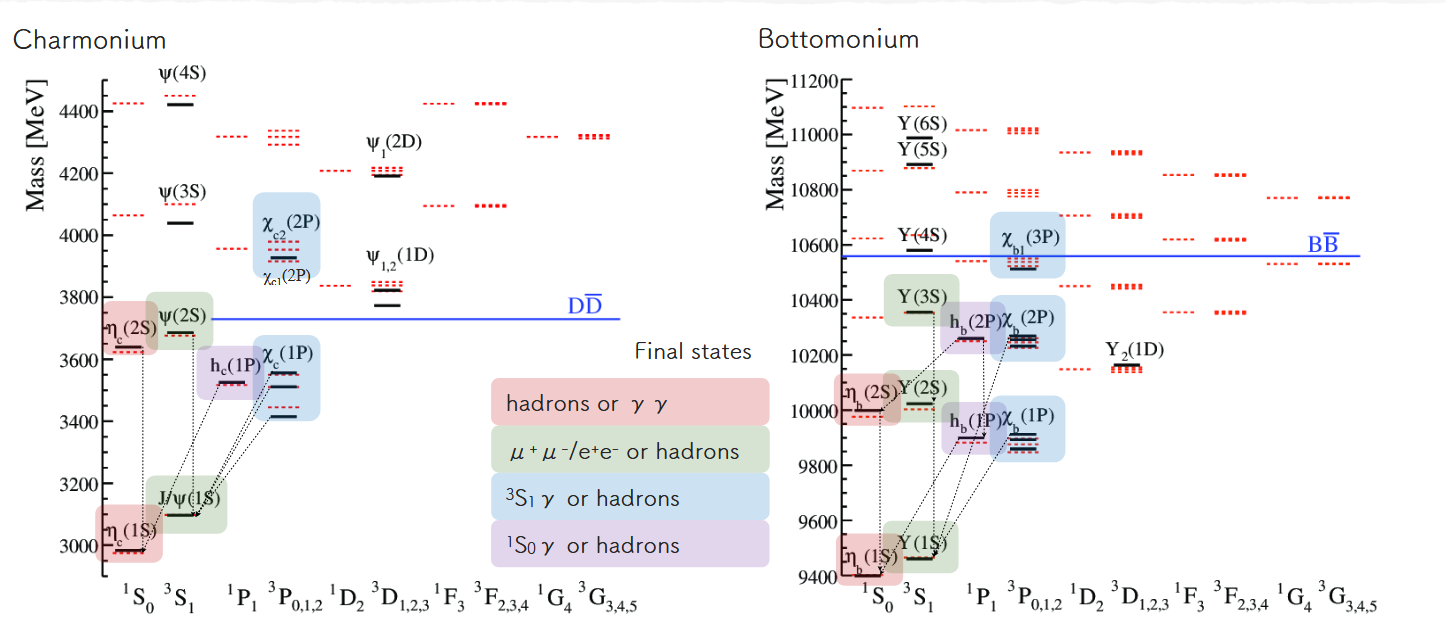 Charmonium
Mass [MeV]
4400
4200
4000
3800
3600
3400
3200
3000
ψ(4S)
ψ(3S)
χc2(2P)
χc1(2P)
ψ1(2D)
ψ1,2(1D)
DD̅
ηc(2S)
ψ(2S)
hc(1P)
χc(1P)
J/ψ(1S)
ηc(1S)
¹S₀ ³S₁ ¹P₁ ³P0,1,2 ¹D₂ ³D1,2,3 ¹F₃ ³F2,3,4 ¹G₄ ³G3,4,5
Final states
hadrons or γ γ
μ⁺μ⁻/e⁺e⁻ or hadrons
³S₁ γ or hadrons
¹S₀ γ or hadrons
Bottomonium
Mass [MeV]
11200
11000
10800
10600
10400
10200
10000
9800
9600
9400
Υ(6S)
Υ(5S)
Υ(4S)
χb1(3P)
BB̅
Υ(3S)
hb(2P)
χb(2P)
Υ2(1D)
ηb(2S)
Υ(2S)
hb(1P)
χb(1P)
ηb(1S)
Υ(1S)
¹S₀ ³S₁ ¹P₁ ³P0,1,2 ¹D₂ ³D1,2,3 ¹F₃ ³F2,3,4 ¹G₄ ³G3,4,5